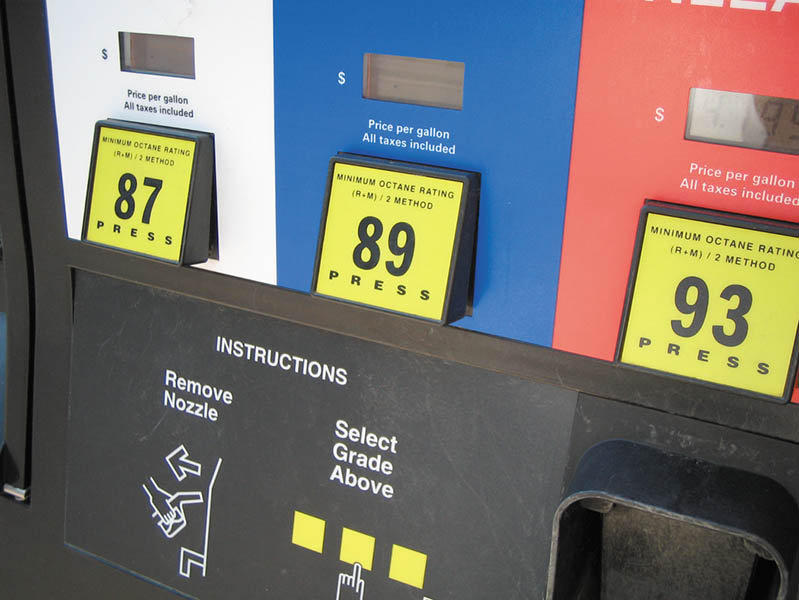 $
Price per gallon
All taxes included
MINIMUM OCTANE RATING
(R+M) / 2 METHOD
87
PRESS
$
Price per gallon
All taxes included
MINIMUM OCTANE RATING
(R+M) / 2 METHOD
89
PRESS
$
Price per gallon
All taxes included
MINIMUM OCTANE RATING
(R+M) / 2 METHOD
93
PRESS
INSTRUCTIONS
Remove
Nozzle
Select
Grade
Above